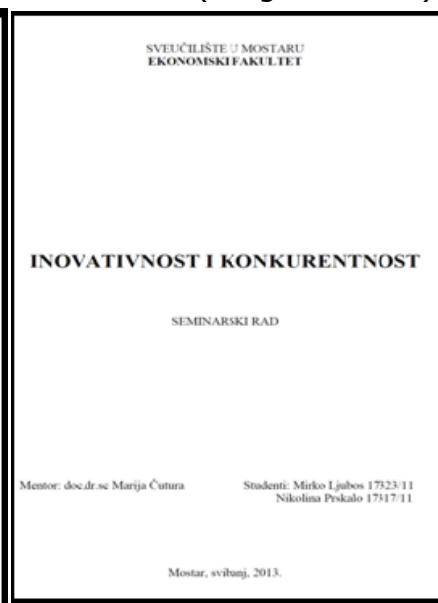 SVEUČILIŠTE U MOSTARU
EKONOMSKI FAKULTET
INOVATIVNOST I KONKURENTNOST
SEMINARSKI RAD
Mentor: doc.dr.sc Marija Čutura
Studenti: Mirko Ljubos 17323/11
Nikolina Prskalo 17317/11
Mostar, svibanj, 2013.